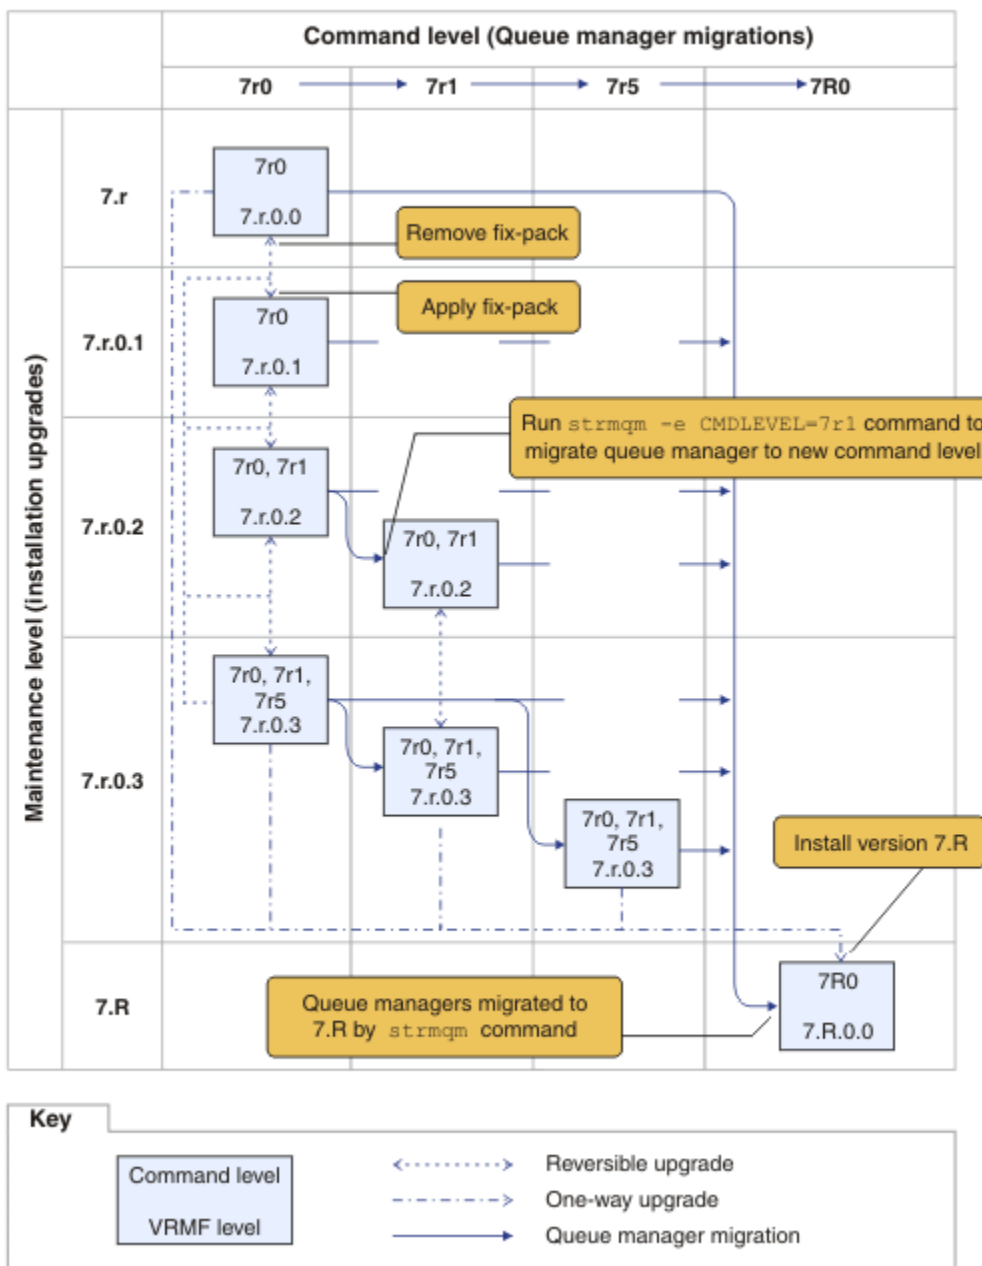 Command level (Queue manager migrations)
7r0
7r1
7r5
7R0
Maintenance level (installation upgrades)
7.r
7r0
7.r.0.0
Remove fix-pack
7.r.0.1
7r0
7.r.0.1
Apply fix-pack
Run strmqm -e CMDLEVEL=7r1 command to
migrate queue manager to new command level
7.r.0.2
7r0, 7r1
7.r.0.2
7r0, 7r1
7.r.0.2
7.r.0.3
7r0, 7r1,
7r5
7.r.0.3
7r0, 7r1,
7r5
7.r.0.3
7r0, 7r1,
7r5
7.r.0.3
Install version 7.R
7.R
Queue managers migrated to
7.R by strmqm command
7R0
7.R.0.0
Key
Command level
VRMF level
Reversible upgrade
One-way upgrade
Queue manager migration